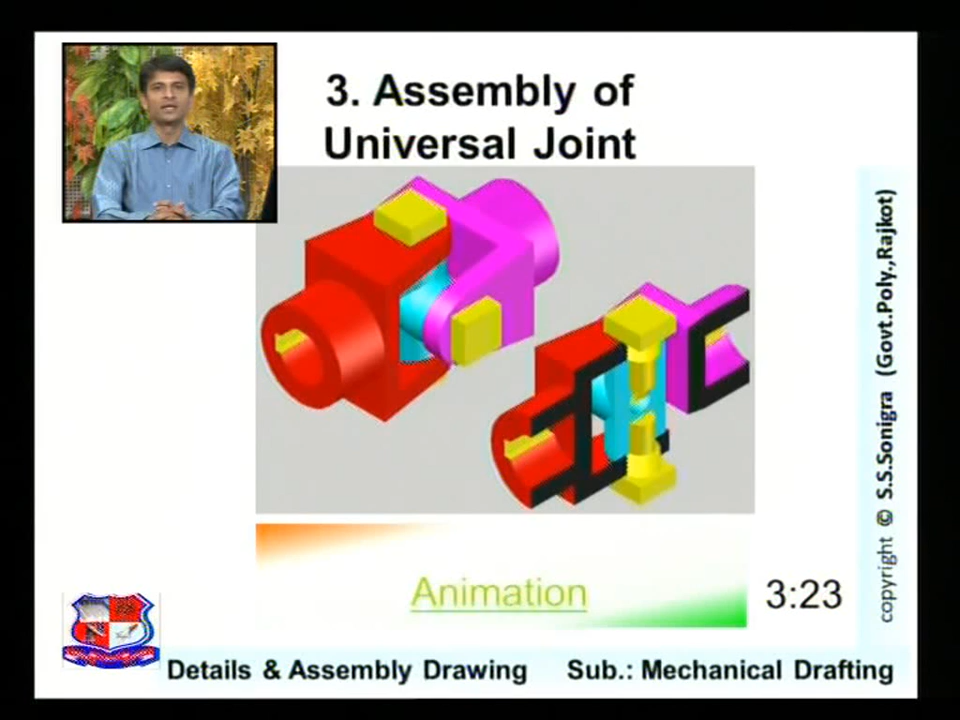 3. Assembly of
Universal Joint
copyright © S.S.Sonigra (Govt.Poly.,Rajkot)
Animation
3:23
Details & Assembly Drawing Sub.: Mechanical Drafting